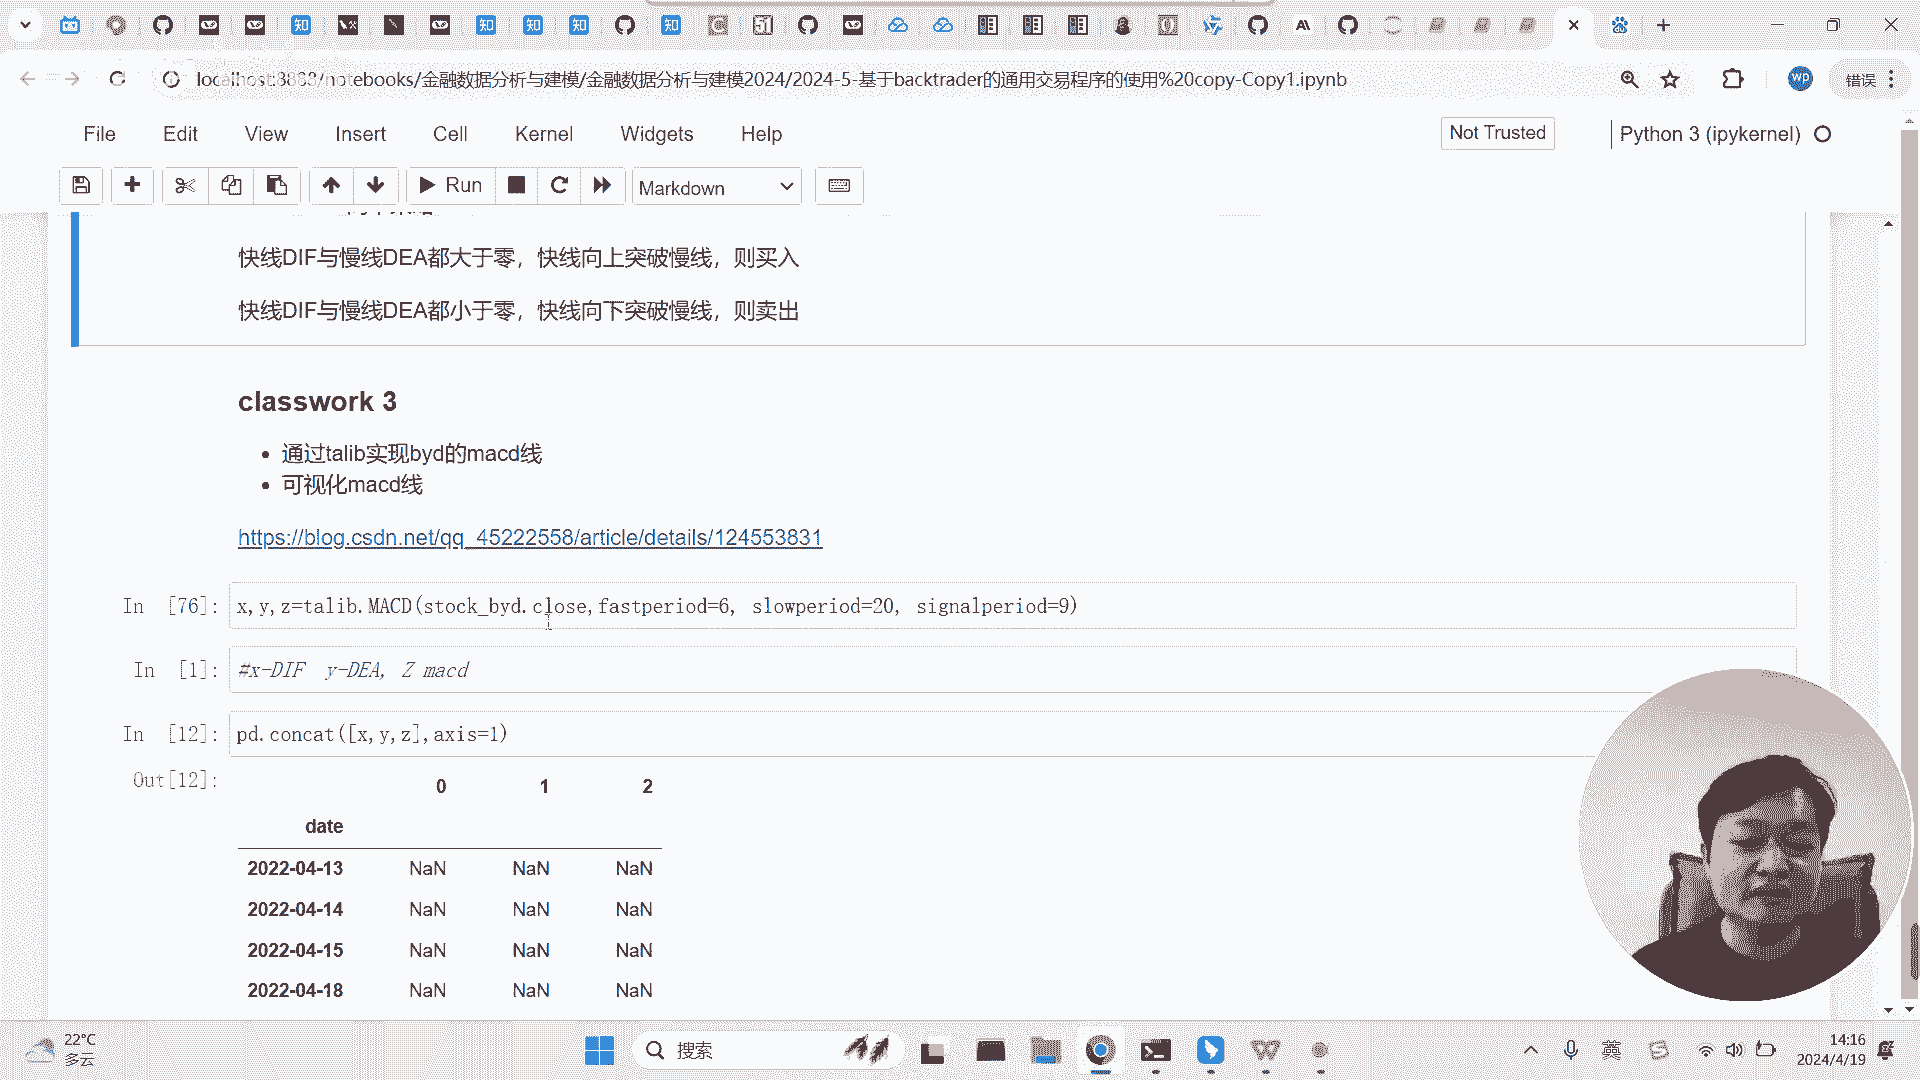 localhost:8888/notebooks/金融数据分析与建模/金融数据分析与建模2024/2024-5-基于backtrader的通用交易程序的使用%20copy-Copy1.ipynb
wp
错误
File Edit View Insert Cell Kernel Widgets Help
Not Trusted
Python 3 (ipykernel)
Run
Markdown
快线DIF与慢线DEA都大于零，快线向上突破慢线，则买入
快线DIF与慢线DEA都小于零，快线向下突破慢线，则卖出
classwork 3
通过talib实现byd的macd线
可视化macd线
https://blog.csdn.net/qq_45222558/article/details/124553831
In [76]: x,y,z=talib.MACD(stock_byd.close,fastperiod=6, slowperiod=20, signalperiod=9)
In [1]: #x-DIF y-DEA, Z macd
In [12]: pd.concat([x,y,z],axis=1)
Out[12]:
0 1 2
date
2022-04-13 NaN NaN NaN
2022-04-14 NaN NaN NaN
2022-04-15 NaN NaN NaN
2022-04-18 NaN NaN NaN
22°C
多云
搜索
英
14:16
2024/4/19